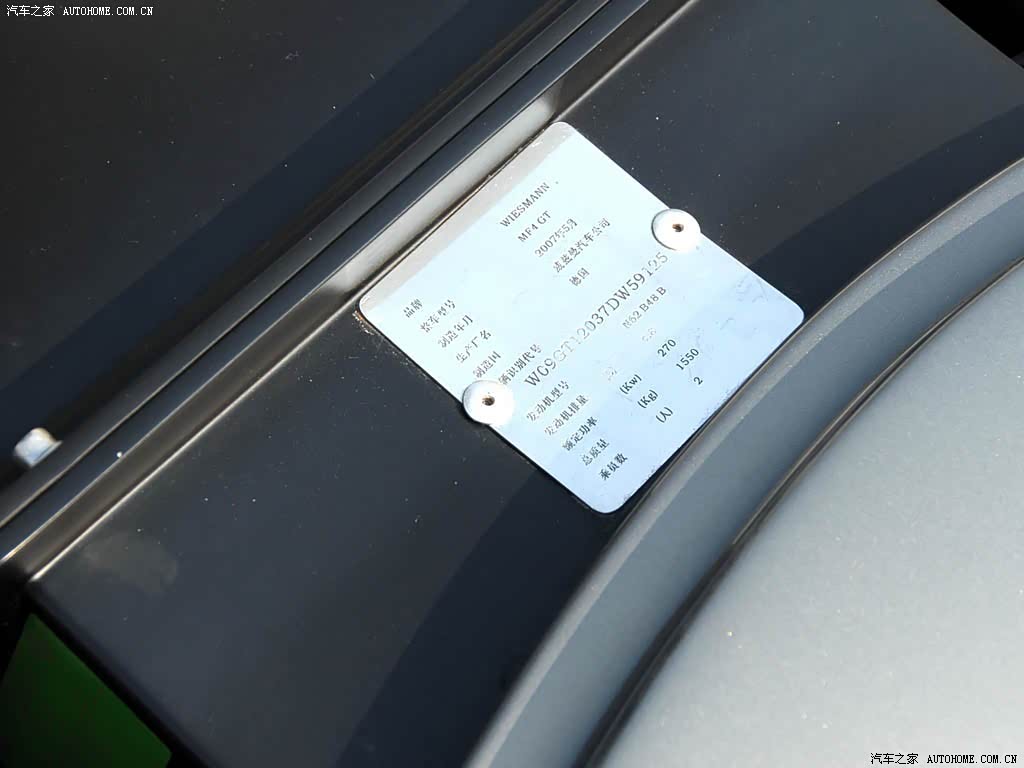 汽车之家 AUTOHOME.COM.CN
品牌 WIESMANN
整车型号 MF4 GT
制造年月 2007年5月
生产厂名 威兹曼汽车公司
制造国 德国
辆识别代号 WO9GT12037DW59125
发动机型号 N62 B48 B
发动机排量
额定功率 (Kw) 270
总质量 (Kg) 1550
乘员数 (人) 2
汽车之家 AUTOHOME.COM.CN